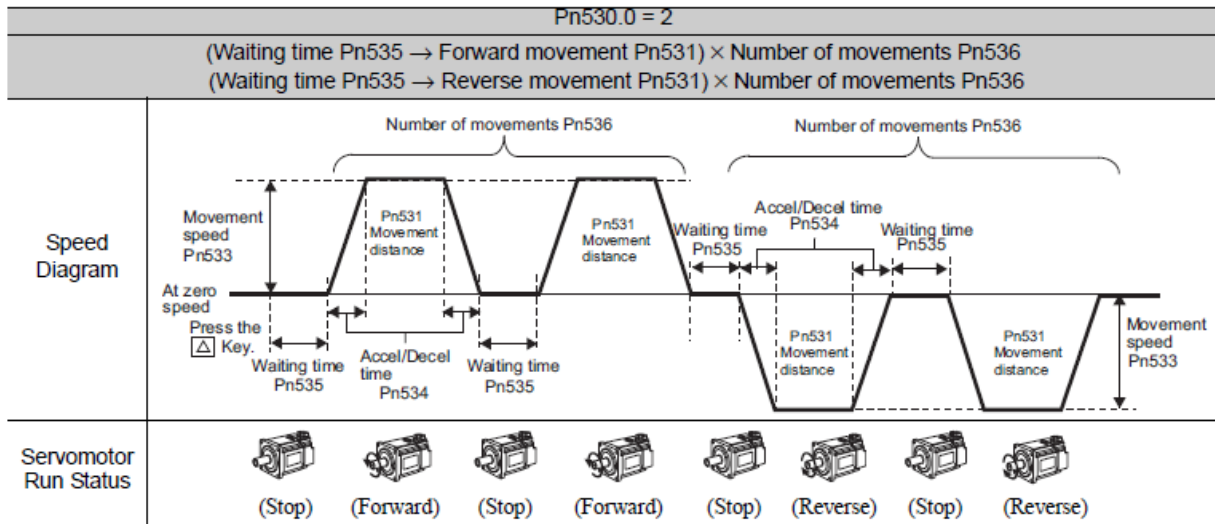 Pn530.0 = 2
(Waiting time Pn535 → Forward movement Pn531) × Number of movements Pn536
(Waiting time Pn535 → Reverse movement Pn531) × Number of movements Pn536
Speed
Diagram
Number of movements Pn536
Number of movements Pn536
Movement
speed
Pn533
Pn531
Movement
distance
Pn531
Movement
distance
Waiting time
Pn535
Accel/Decel time
Pn534
Waiting time
Pn535
At zero
speed
Press the
△ Key.
Waiting time
Pn535
Accel/Decel
time
Pn534
Waiting time
Pn535
Pn531
Movement
distance
Pn531
Movement
distance
Movement
speed
Pn533
Servomotor
Run Status
(Stop) (Forward) (Stop) (Forward) (Stop) (Reverse) (Stop) (Reverse)